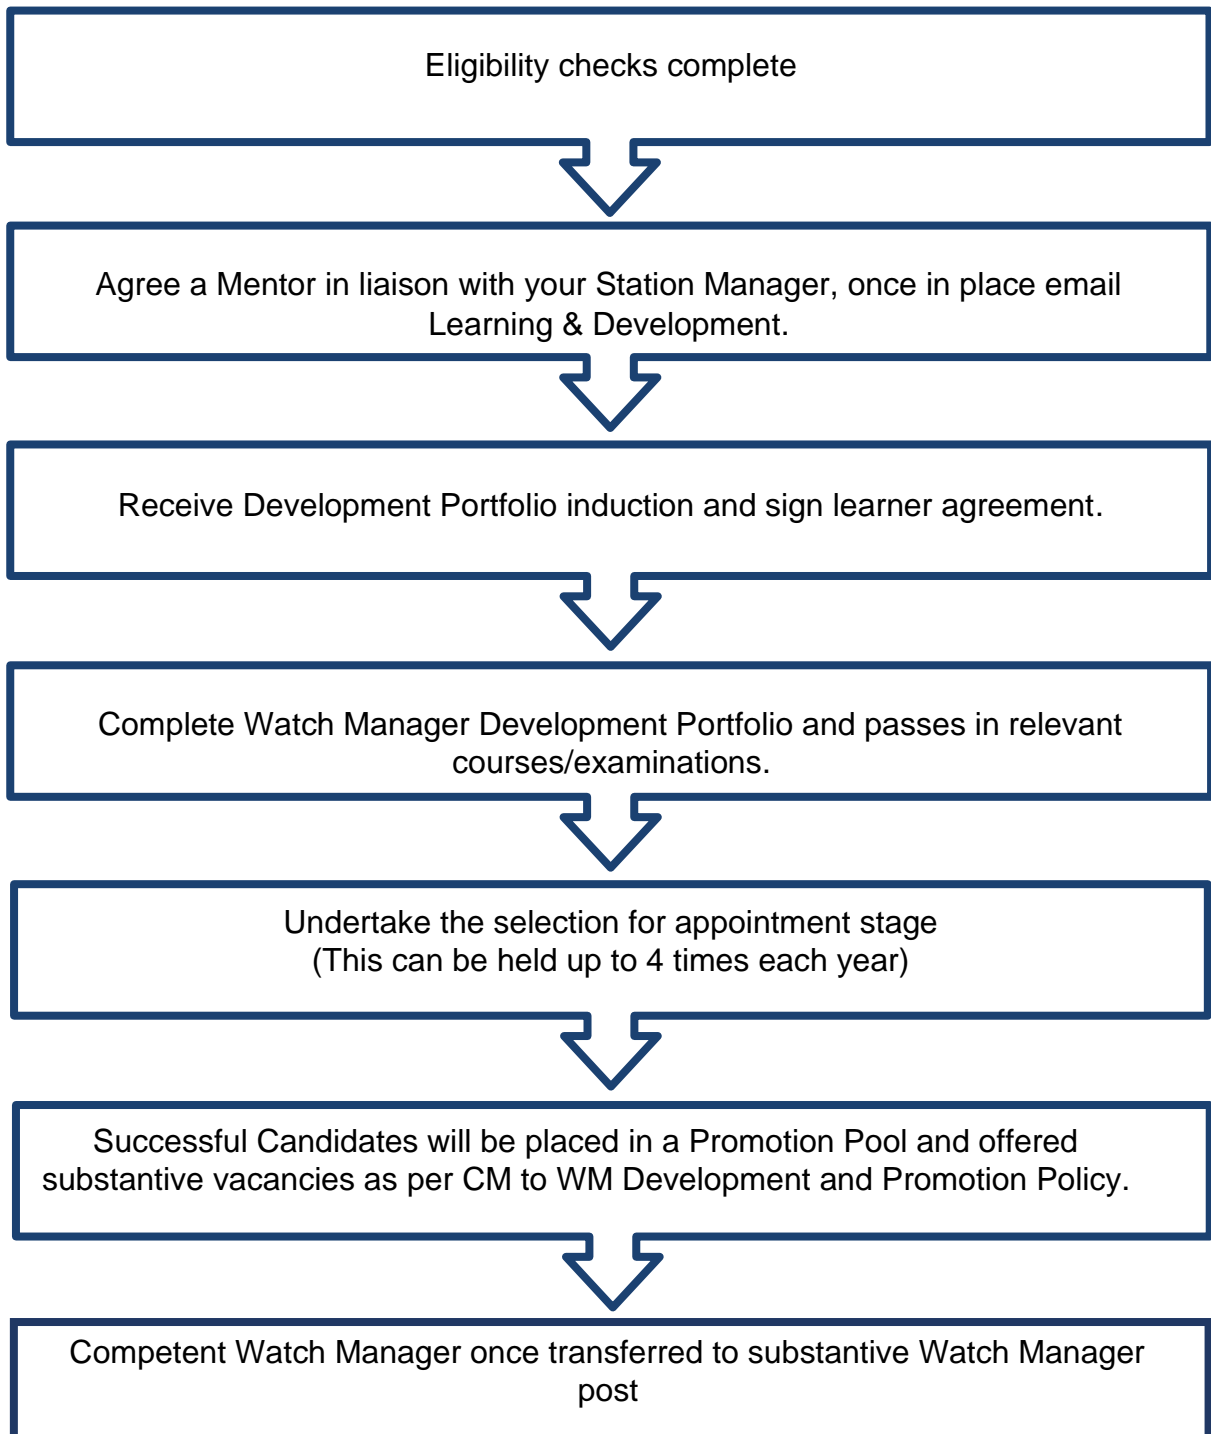 Eligibility checks complete
Agree a Mentor in liaison with your Station Manager, once in place email
Learning & Development.
Receive Development Portfolio induction and sign learner agreement.
Complete Watch Manager Development Portfolio and passes in relevant
courses/examinations.
Undertake the selection for appointment stage
(This can be held up to 4 times each year)
Successful Candidates will be placed in a Promotion Pool and offered
substantive vacancies as per CM to WM Development and Promotion Policy.
Competent Watch Manager once transferred to substantive Watch Manager
post